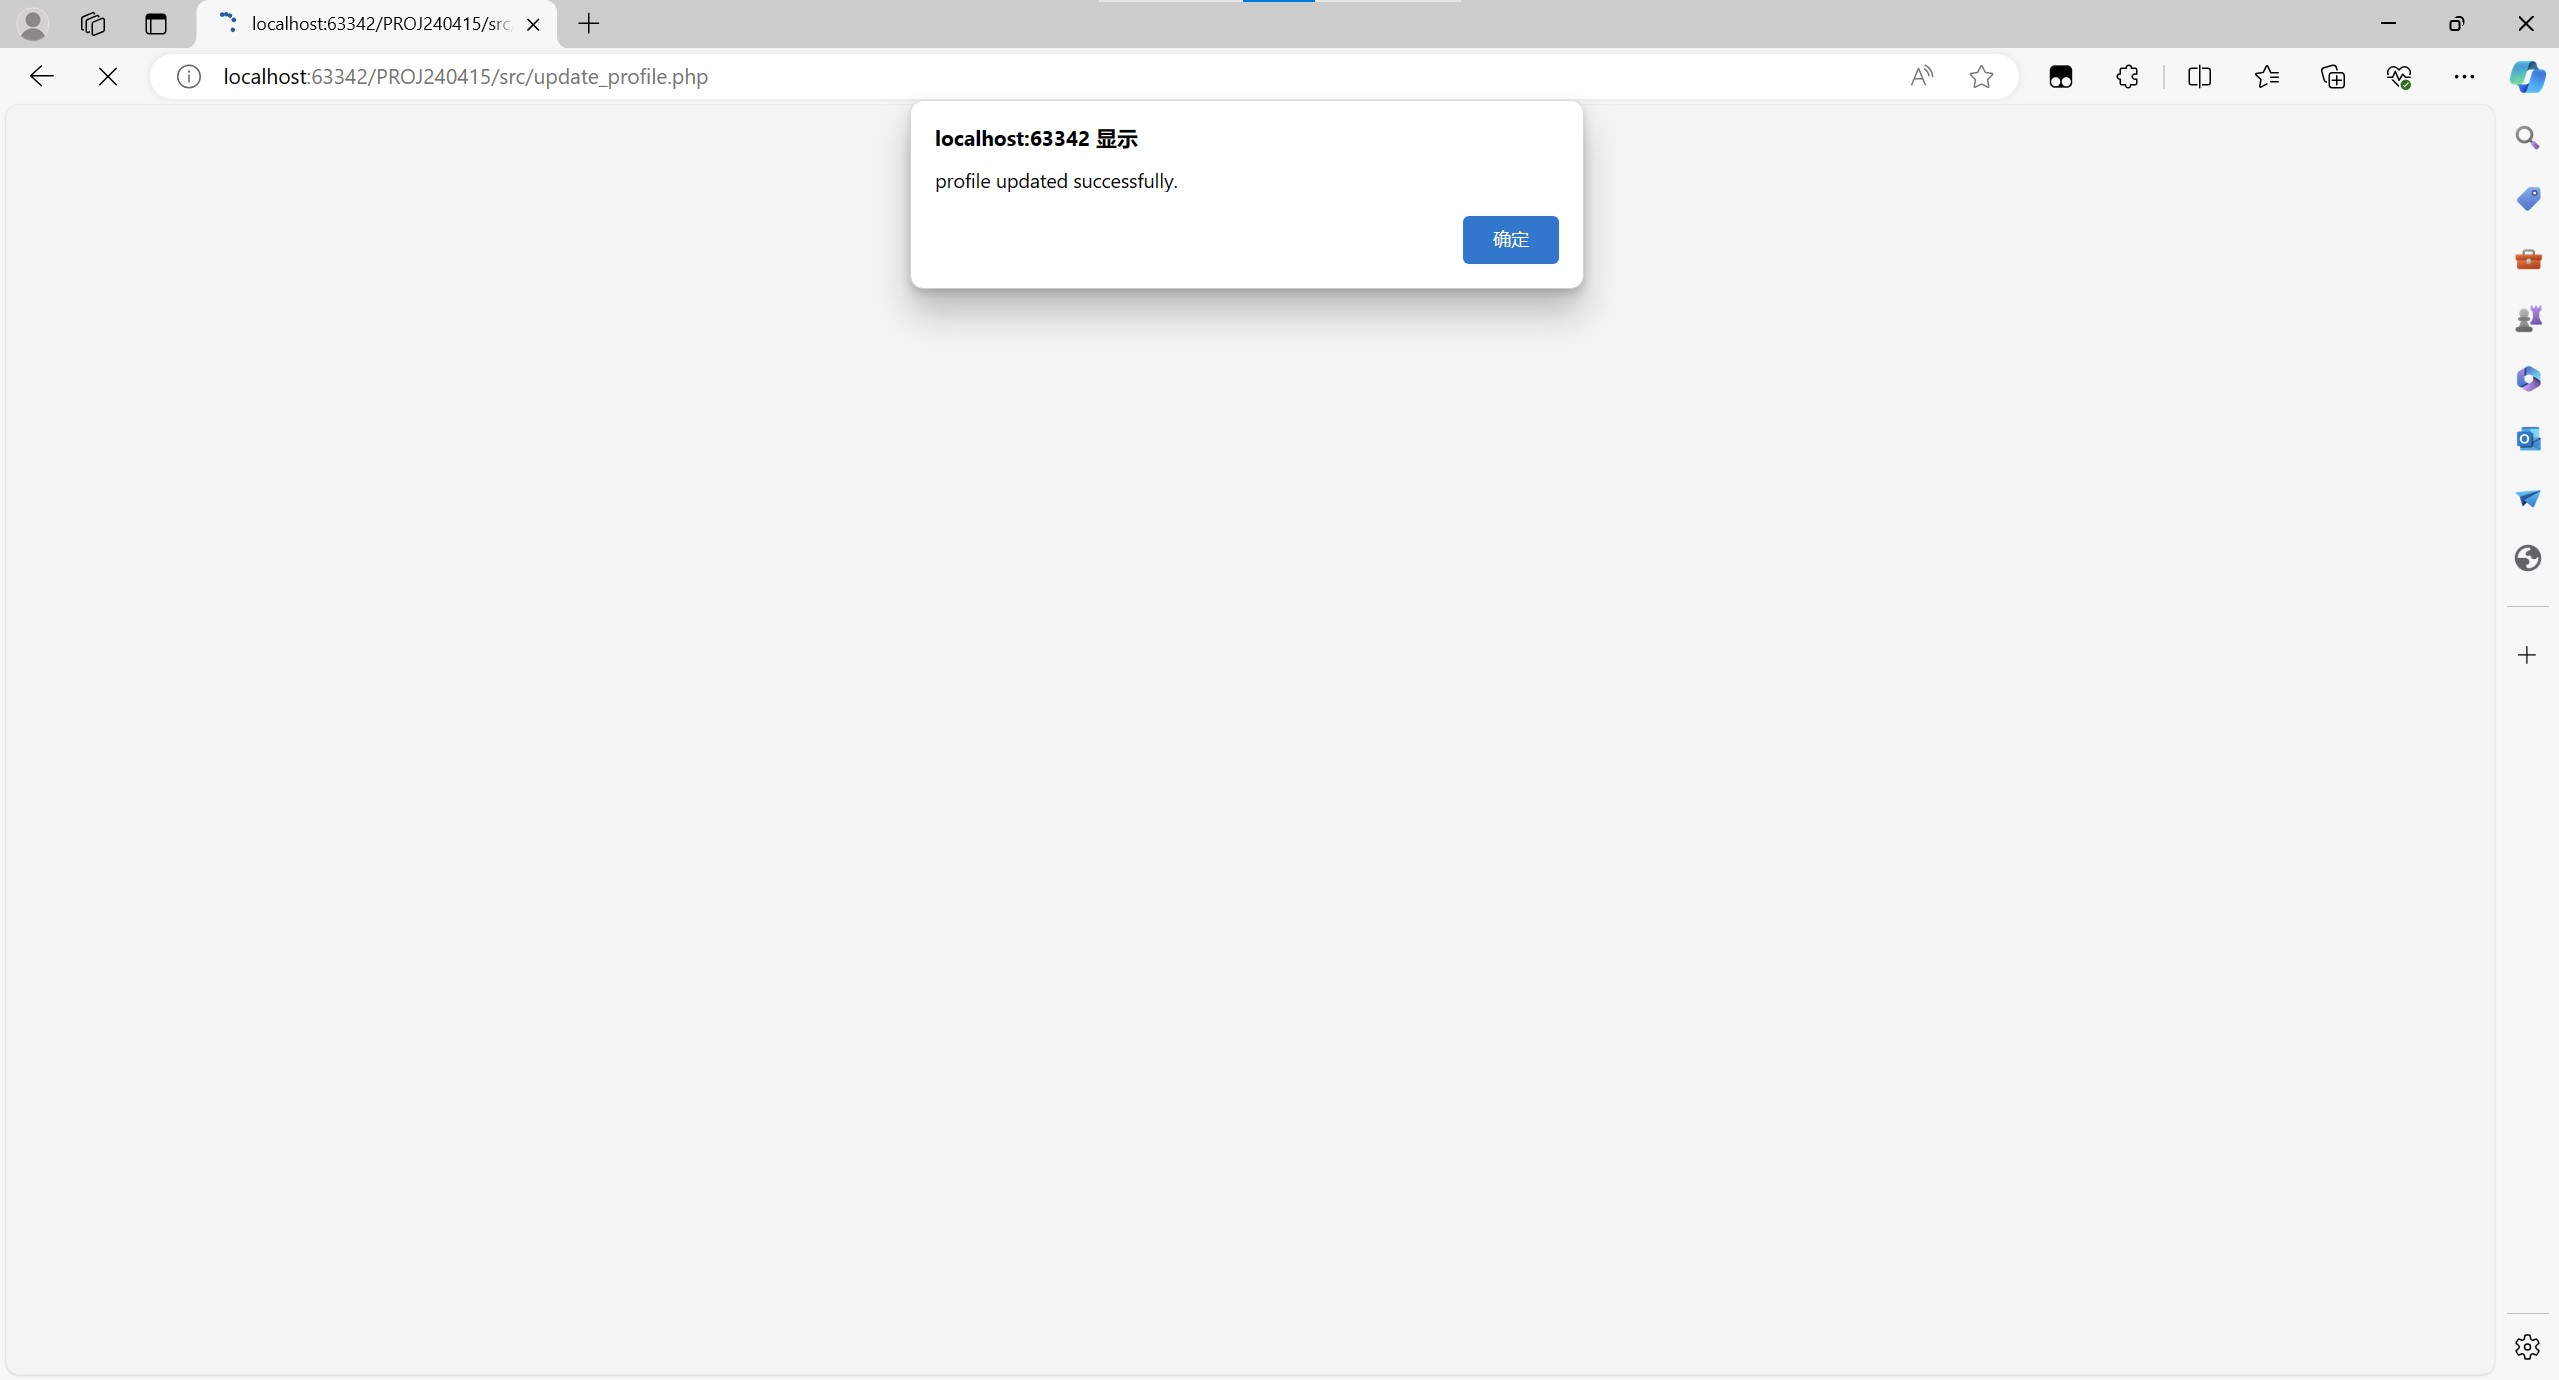 localhost:63342/PROJ240415/src
localhost:63342/PROJ240415/src/update_profile.php
localhost:63342 显示
profile updated successfully.
确定